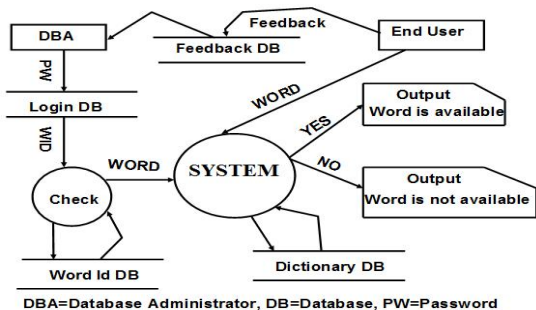 Feedback
DBA
End User
Feedback DB
PW
WORD
Output
Word is available
Login DB
YES
WID
WORD
SYSTEM
NO
Output
Word is not available
Check
Word Id DB
Dictionary DB
DBA=Database Administrator, DB=Database, PW=Password